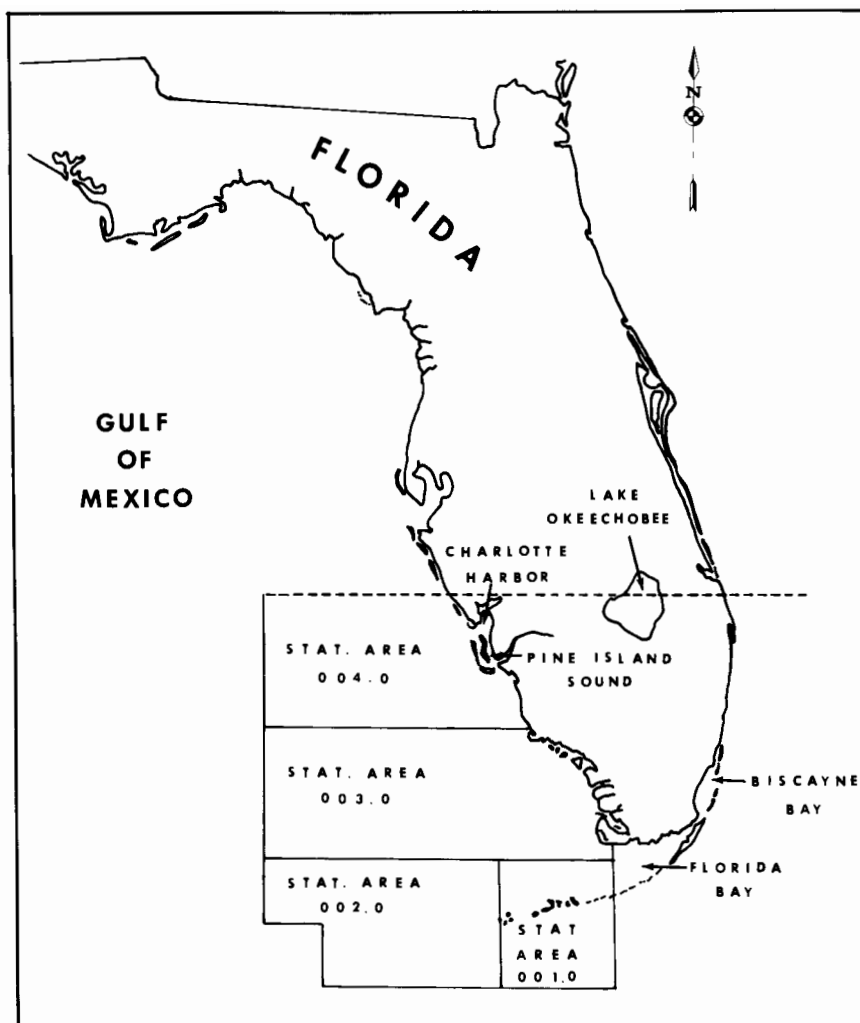 N
FLORIDA
GULF
OF
MEXICO
LAKE
OKEECHOBEE
CHARLOTTE
HARBOR
STAT. AREA
004.0
PINE ISLAND
SOUND
STAT. AREA
003.0
BISCAYNE
BAY
STAT. AREA
002.0
FLORIDA
BAY
STAT
AREA
001.0